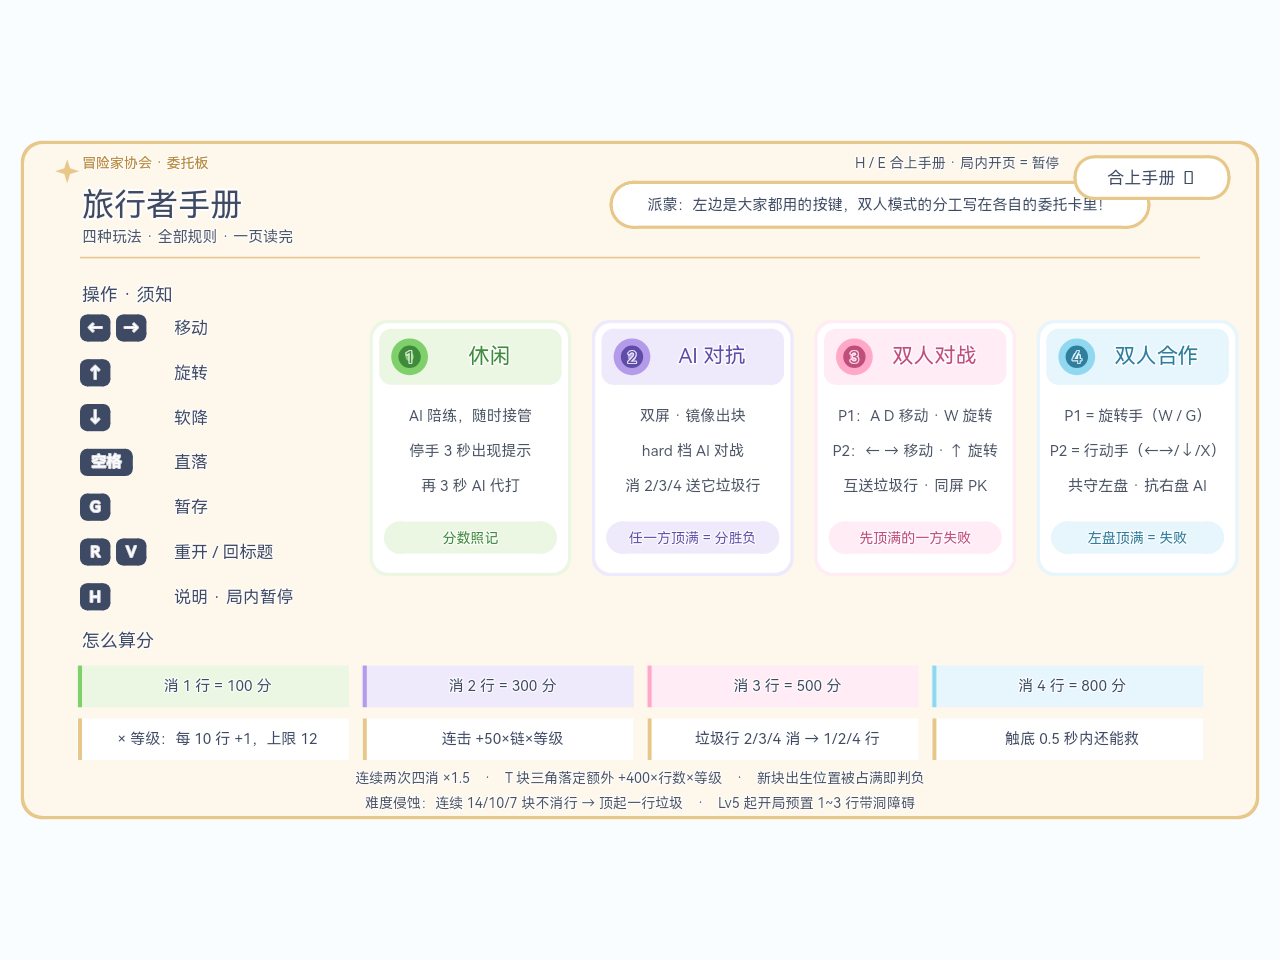 冒险家协会 · 委托板
H / E 合上手册 · 局内开页 = 暂停
合上手册
旅行者手册
派蒙：左边是大家都用的按键，双人模式的分工写在各自的委托卡里！
四种玩法 · 全部规则 · 一页读完
操作 · 须知
← → 移动
↑ 旋转
↓ 软降
空格 直落
G 暂存
R V 重开 / 回标题
H 说明 · 局内暂停
1 休闲
AI 陪练，随时接管
停手 3 秒出现提示
再 3 秒 AI 代打
分数照记
2 AI 对抗
双屏 · 镜像出块
hard 档 AI 对战
消 2/3/4 送它垃圾行
任一方顶满 = 分胜负
3 双人对战
P1：A D 移动 · W 旋转
P2：← → 移动 · ↑ 旋转
互送垃圾行 · 同屏 PK
先顶满的一方失败
4 双人合作
P1 = 旋转手（W / G）
P2 = 行动手（←→/↓/X）
共守左盘 · 抗右盘 AI
左盘顶满 = 失败
怎么算分
消 1 行 = 100 分
消 2 行 = 300 分
消 3 行 = 500 分
消 4 行 = 800 分
× 等级：每 10 行 +1，上限 12
连击 +50×链×等级
垃圾行 2/3/4 消 → 1/2/4 行
触底 0.5 秒内还能救
连续两次四消 ×1.5 · T 块三角落定额外 +400×行数×等级 · 新块出生位置被占满即判负
难度侵蚀：连续 14/10/7 块不消行 → 顶起一行垃圾 · Lv5 起开局预置 1~3 行带洞障碍